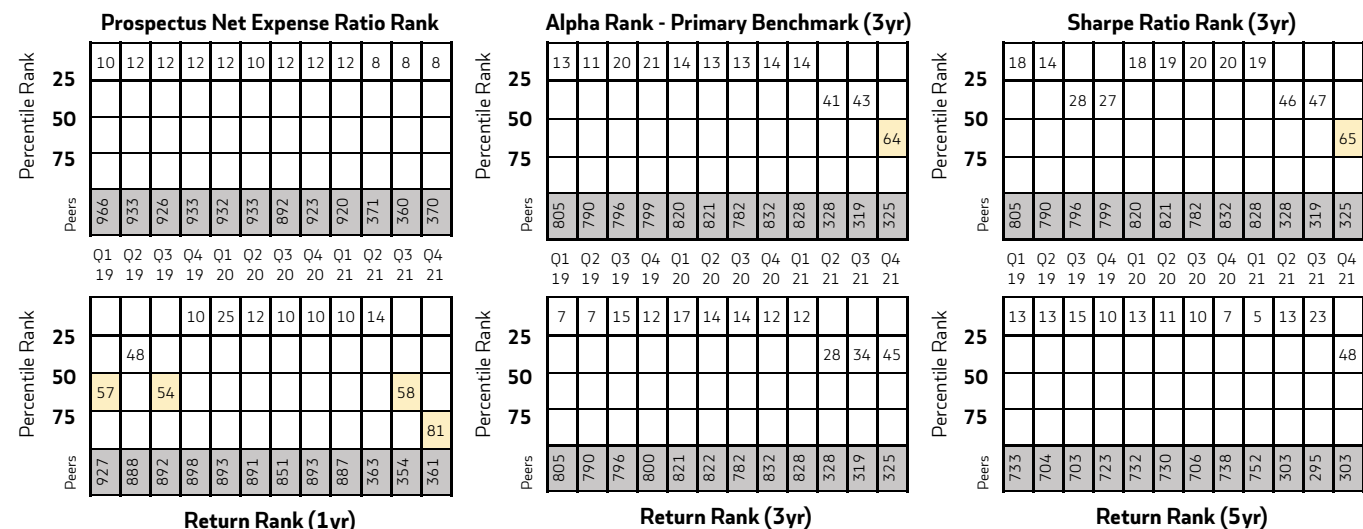 Prospectus Net Expense Ratio Rank
Percentile Rank
25
50
75
10 12 12 12 12 10 12 12 12 8 8 8
Peers
966 933 926 933 932 933 892 923 920 371 360 370
Q1 Q2 Q3 Q4 Q1 Q2 Q3 Q4 Q1 Q2 Q3 Q4
19 19 19 19 20 20 20 20 21 21 21 21
Alpha Rank - Primary Benchmark (3yr)
Percentile Rank
25
50
75
13 11 20 21 14 13 13 14 14
41 43
64
Peers
805 790 796 799 820 821 782 832 828 328 319 325
Q1 Q2 Q3 Q4 Q1 Q2 Q3 Q4 Q1 Q2 Q3 Q4
19 19 19 19 20 20 20 20 21 21 21 21
Sharpe Ratio Rank (3yr)
Percentile Rank
25
50
75
18 14 18 19 20 20 19
28 27 46 47
65
Peers
805 790 796 799 820 821 782 832 828 328 319 325
Q1 Q2 Q3 Q4 Q1 Q2 Q3 Q4 Q1 Q2 Q3 Q4
19 19 19 19 20 20 20 20 21 21 21 21
Percentile Rank
25
50
75
10 25 12 10 10 10 14
48
57 54 58
81
Peers
927 888 892 898 893 891 851 893 887 363 354 361
Return Rank (1yr)
Percentile Rank
25
50
75
7 7 15 12 17 14 14 12 12
28 34 45
Peers
805 790 796 800 821 822 782 832 828 328 319 325
Return Rank (3yr)
Percentile Rank
25
50
75
13 13 15 10 13 11 10 7 5 13 23
48
Peers
733 704 703 723 732 730 706 738 752 303 295 303
Return Rank (5yr)